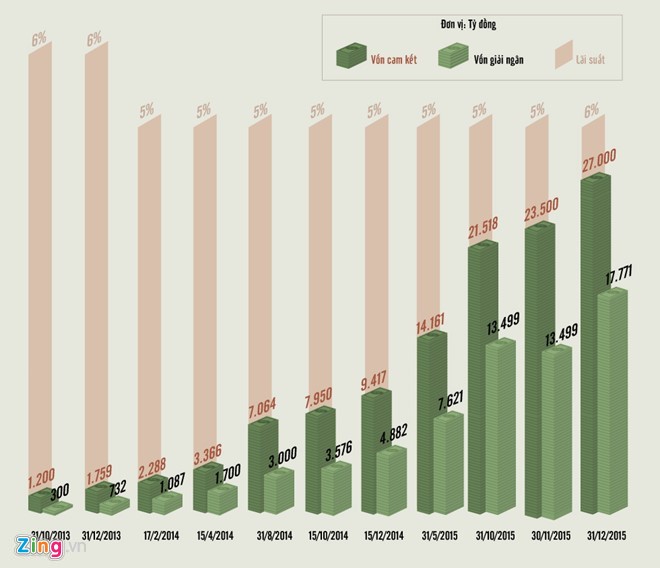 Đơn vị: Tỷ đồng
Vốn cam kết Vốn giải ngân Lãi suất
6% 6% 5% 5% 5% 5% 5% 5% 5% 5% 6%
1.200 1.759 2.288 3.366 7.064 7.950 9.417 14.161 21.518 23.500 27.000
300 732 1.087 1.700 3.000 3.576 4.882 7.621 13.499 13.499 17.771
31/10/2013 31/12/2013 17/2/2014 15/4/2014 31/8/2014 15/10/2014 15/12/2014 31/5/2015 31/10/2015 30/11/2015 31/12/2015
Zing.vn